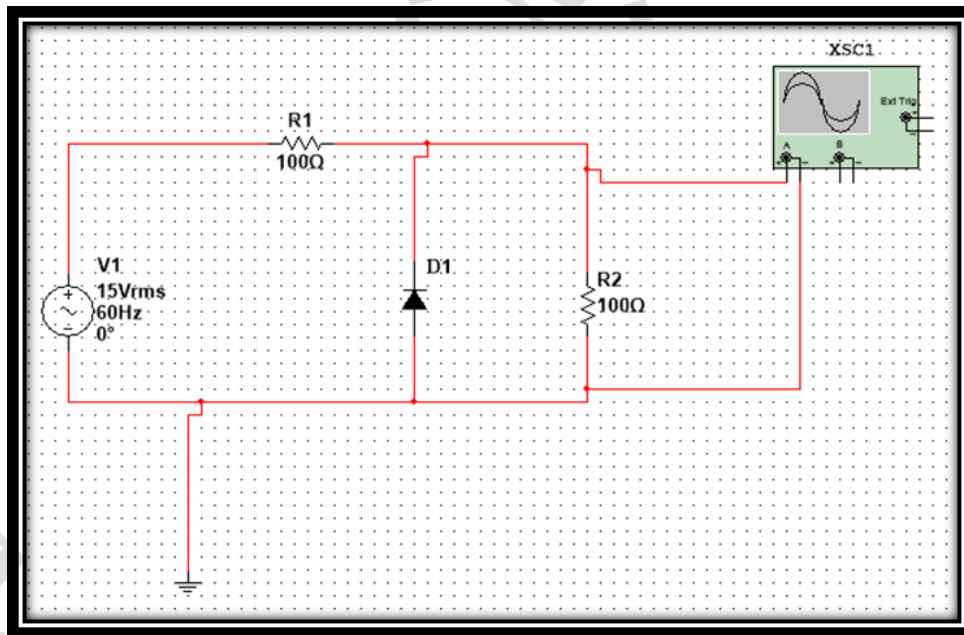 XSC1
Ext Trig
+
−
A
B
+ −
+ −
R1
100Ω
V1
15Vrms
60Hz
0°
+
−
D1
R2
100Ω